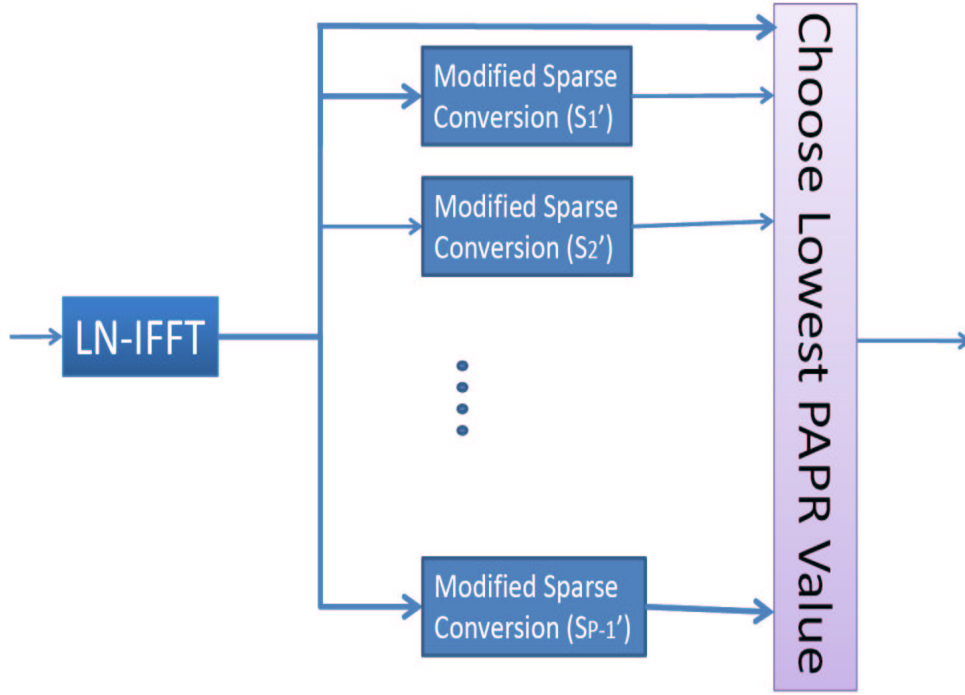 Modified Sparse
Conversion (S1’)
Modified Sparse
Conversion (S2’)
LN-IFFT
Modified Sparse
Conversion (SP-1’)
Choose Lowest PAPR Value